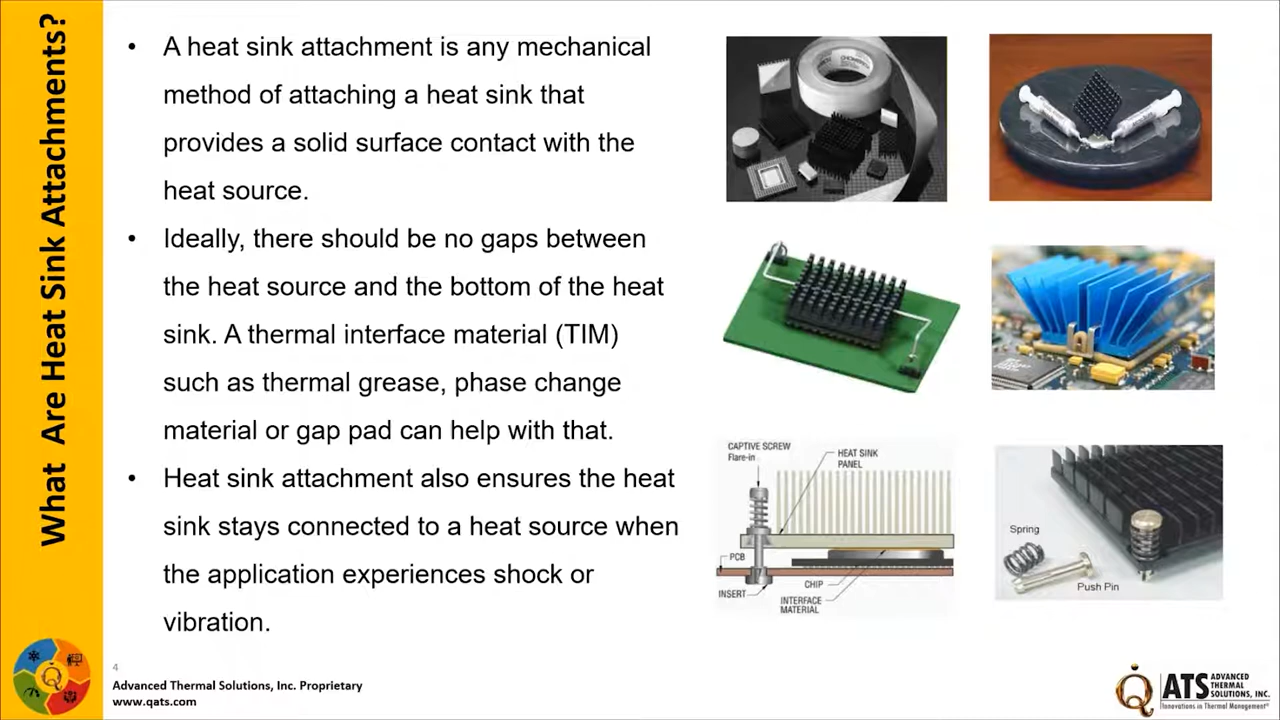 What Are Heat Sink Attachments?
• A heat sink attachment is any mechanical
method of attaching a heat sink that
provides a solid surface contact with the
heat source.
• Ideally, there should be no gaps between
the heat source and the bottom of the heat
sink. A thermal interface material (TIM)
such as thermal grease, phase change
material or gap pad can help with that.
• Heat sink attachment also ensures the heat
sink stays connected to a heat source when
the application experiences shock or
vibration.
CAPTIVE SCREW
Flare-in
HEAT SINK
PANEL
PCB
INSERT
CHIP
INTERFACE
MATERIAL
Spring
Push Pin
4
Advanced Thermal Solutions, Inc. Proprietary
www.qats.com
ATS
ADVANCED
THERMAL
SOLUTIONS, INC.
Innovations in Thermal Management®